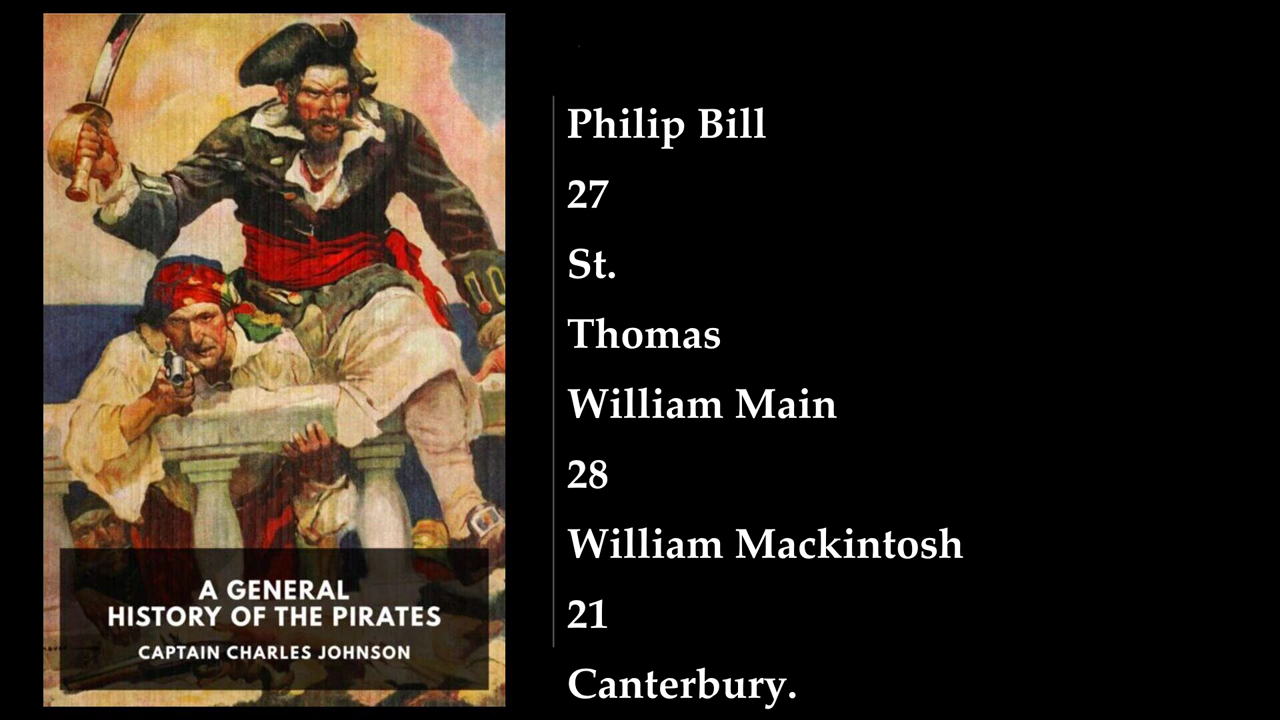 A GENERAL
HISTORY OF THE PIRATES
CAPTAIN CHARLES JOHNSON
Philip Bill
27
St.
Thomas
William Main
28
William Mackintosh
21
Canterbury.